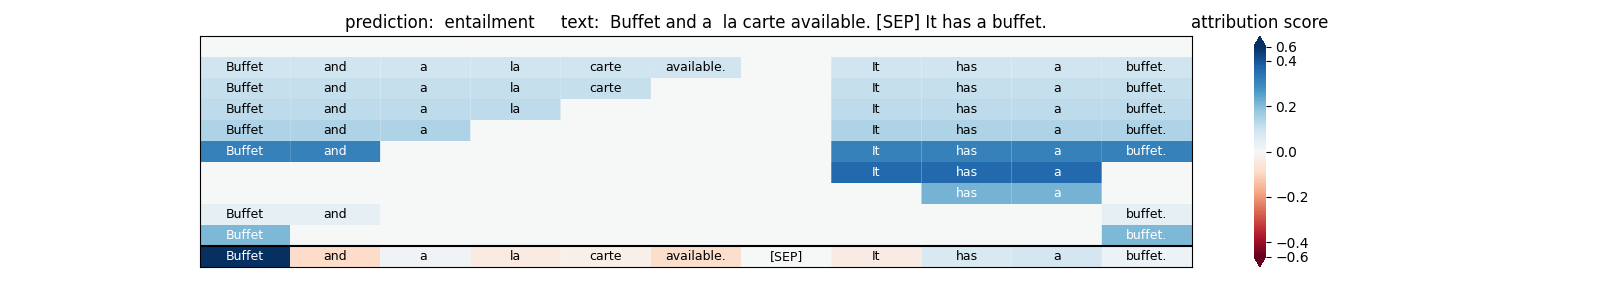 prediction:  entailment     text:  Buffet and a  la carte available. [SEP] It has a buffet.
attribution score
Buffet and a la carte available. It has a buffet.
Buffet and a la carte It has a buffet.
Buffet and a la It has a buffet.
Buffet and a It has a buffet.
Buffet and It has a buffet.
It has a
has a
Buffet and buffet.
Buffet buffet.
Buffet and a la carte available. [SEP] It has a buffet.
0.6
0.4
0.2
0.0
−0.2
−0.4
−0.6